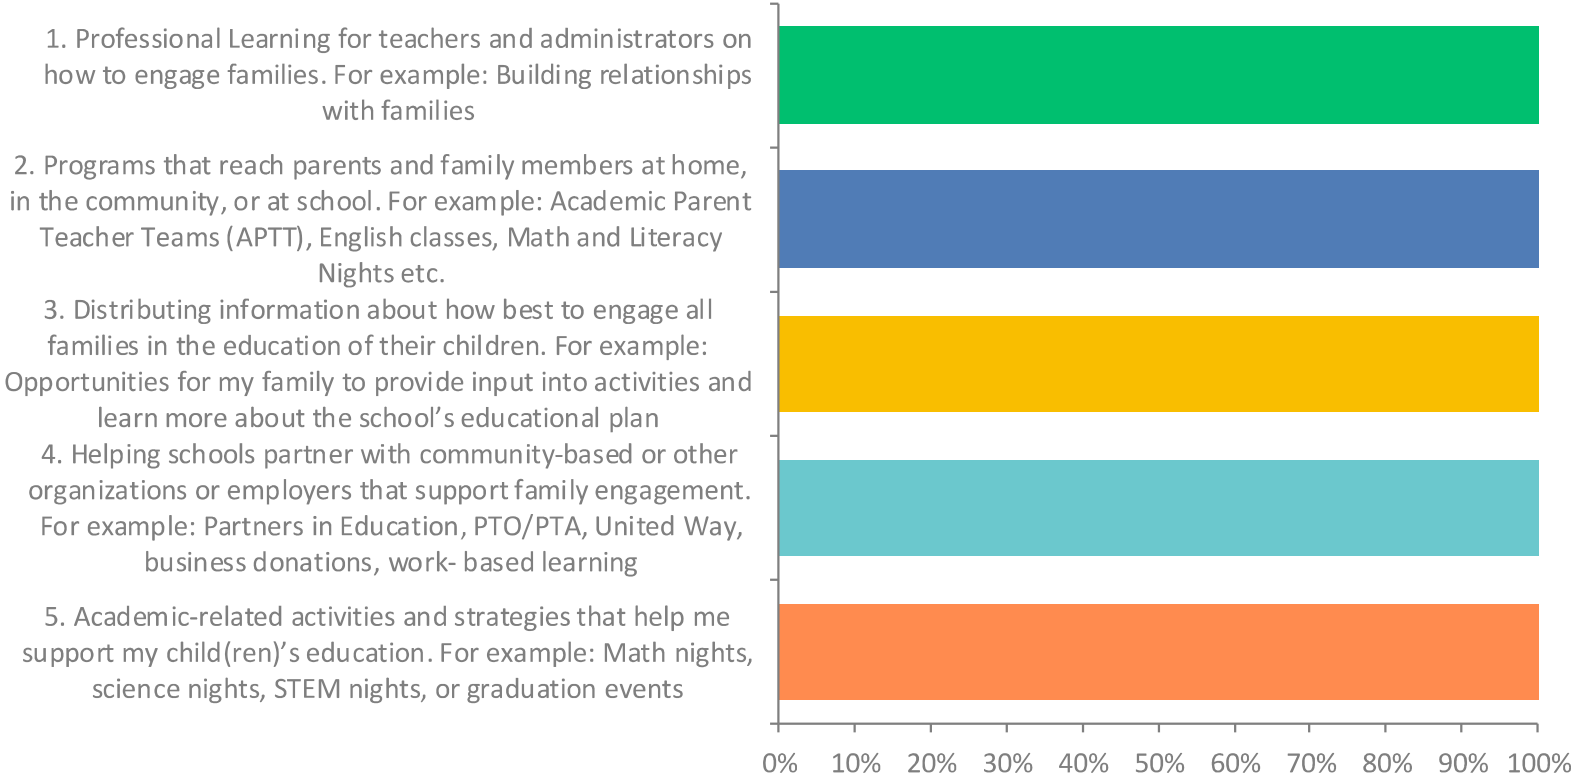 1. Professional Learning for teachers and administrators on
how to engage families. For example: Building relationships
with families
2. Programs that reach parents and family members at home,
in the community, or at school. For example: Academic Parent
Teacher Teams (APTT), English classes, Math and Literacy
Nights etc.
3. Distributing information about how best to engage all
families in the education of their children. For example:
Opportunities for my family to provide input into activities and
learn more about the school’s educational plan
4. Helping schools partner with community-based or other
organizations or employers that support family engagement.
For example: Partners in Education, PTO/PTA, United Way,
business donations, work- based learning
5. Academic-related activities and strategies that help me
support my child(ren)’s education. For example: Math nights,
science nights, STEM nights, or graduation events
0% 10% 20% 30% 40% 50% 60% 70% 80% 90% 100%